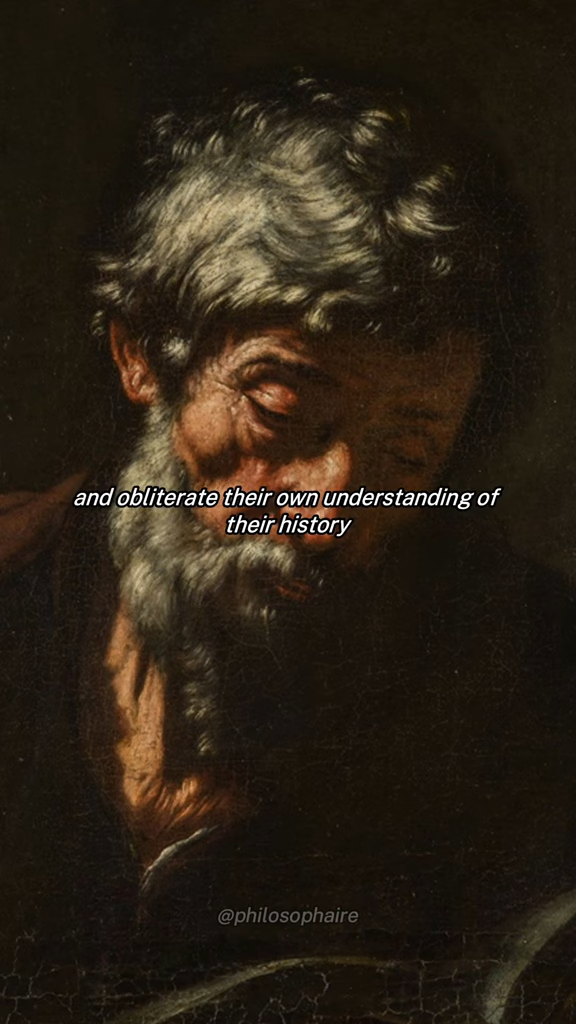 and obliterate their own understanding of
their history
@philosophaire